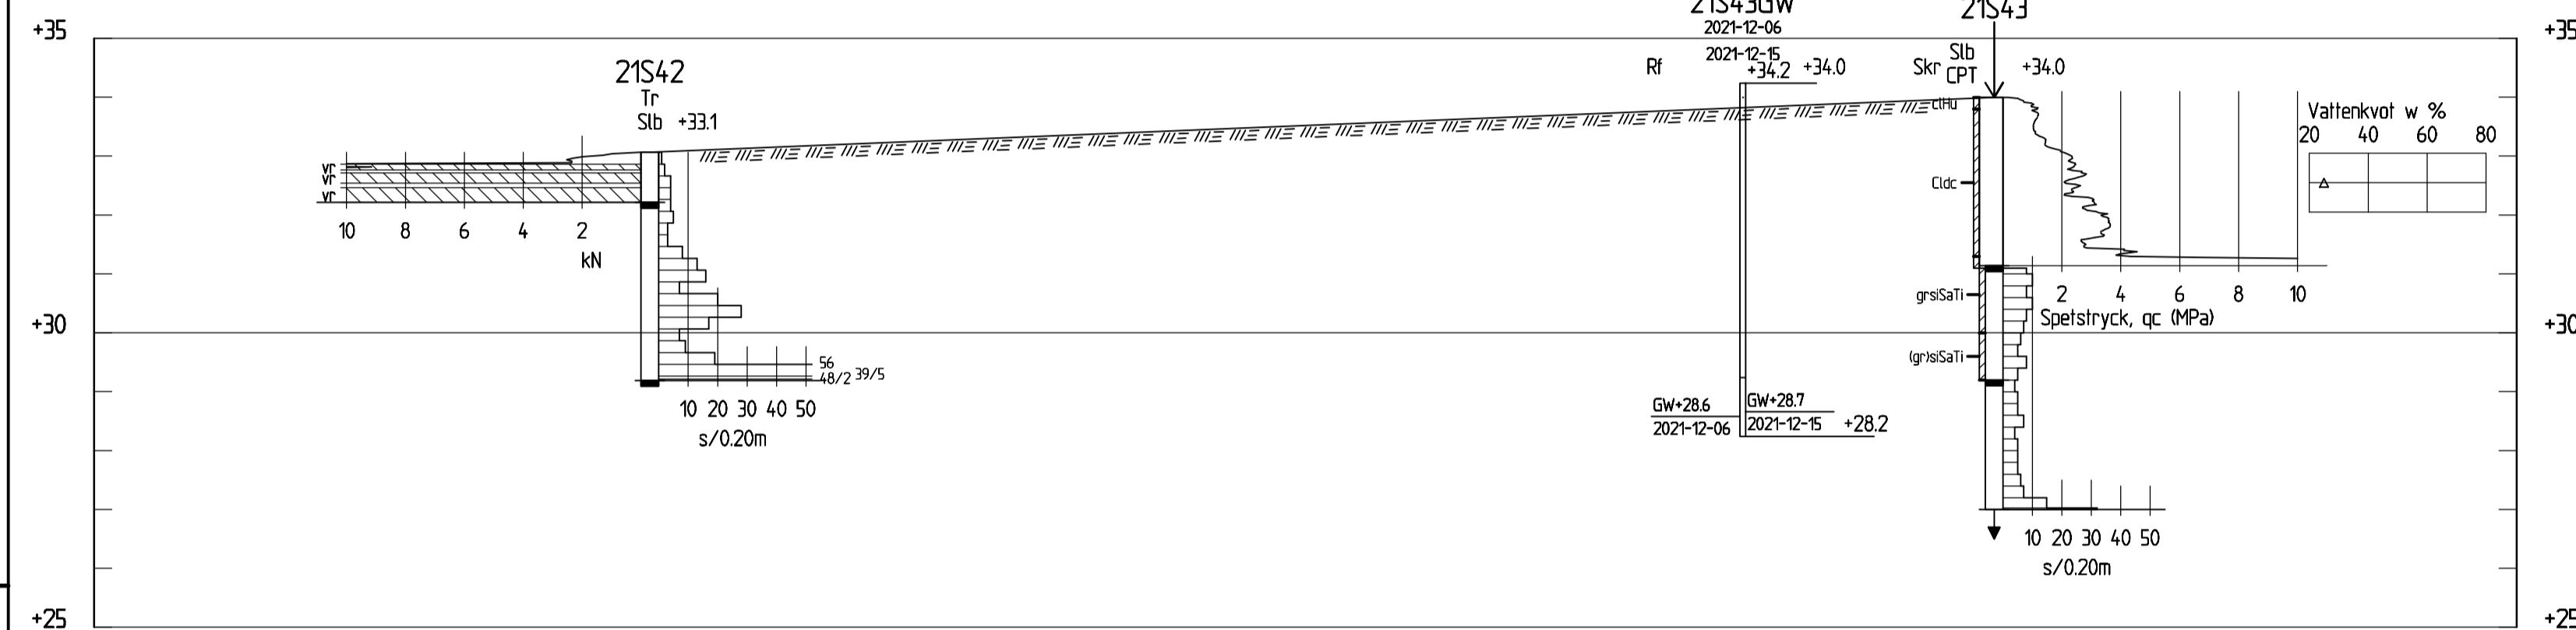 21S43GW
21S43
2021-12-06
+35
+35
2021-12-15
Slb
Rf
+34.2 +34.0
Skr
CPT
+34.0
21S42
Tr
Slb +33.1
clHu
Vattenkvot w %
20 40 60 80
vr
vr
vr
Cldc
10 8 6 4 2
kN
2 4 6 8 10
Spetstryck, qc (MPa)
grsiSaTi
+30
+30
(gr)siSaTi
56
48/2 39/5
10 20 30 40 50
s/0.20m
GW+28.6
2021-12-06
GW+28.7
2021-12-15 +28.2
10 20 30 40 50
s/0.20m
+25
+25